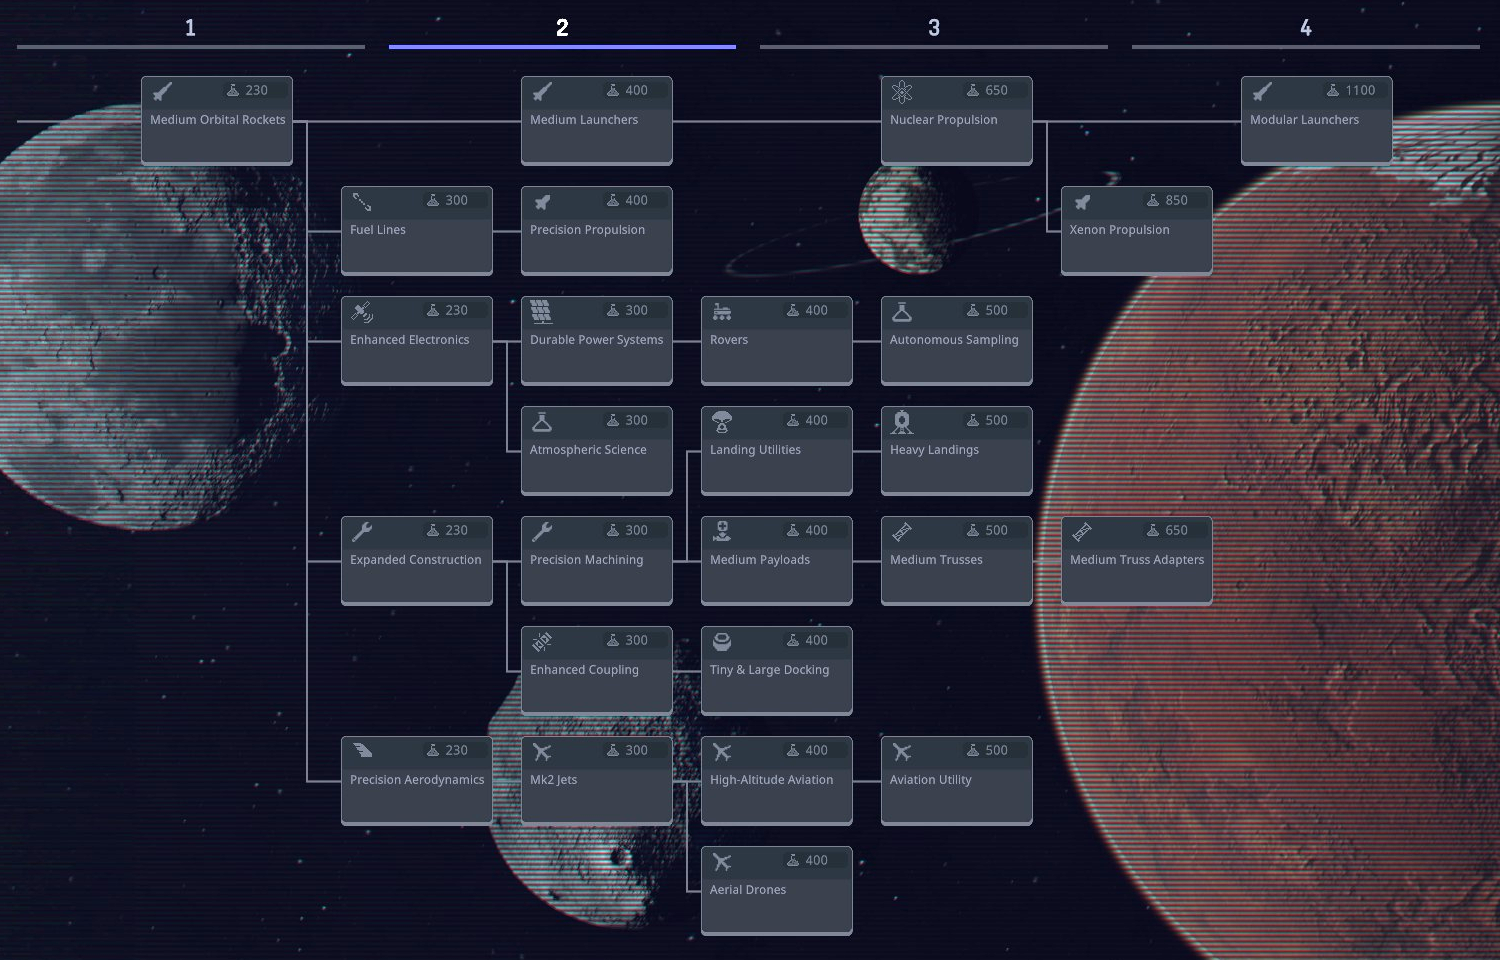 1
2
3
4
230
Medium Orbital Rockets
400
Medium Launchers
650
Nuclear Propulsion
1100
Modular Launchers
300
Fuel Lines
400
Precision Propulsion
850
Xenon Propulsion
230
Enhanced Electronics
300
Durable Power Systems
400
Rovers
500
Autonomous Sampling
300
Atmospheric Science
400
Landing Utilities
500
Heavy Landings
230
Expanded Construction
300
Precision Machining
400
Medium Payloads
500
Medium Trusses
650
Medium Truss Adapters
300
Enhanced Coupling
400
Tiny & Large Docking
230
Precision Aerodynamics
300
Mk2 Jets
400
High-Altitude Aviation
500
Aviation Utility
400
Aerial Drones